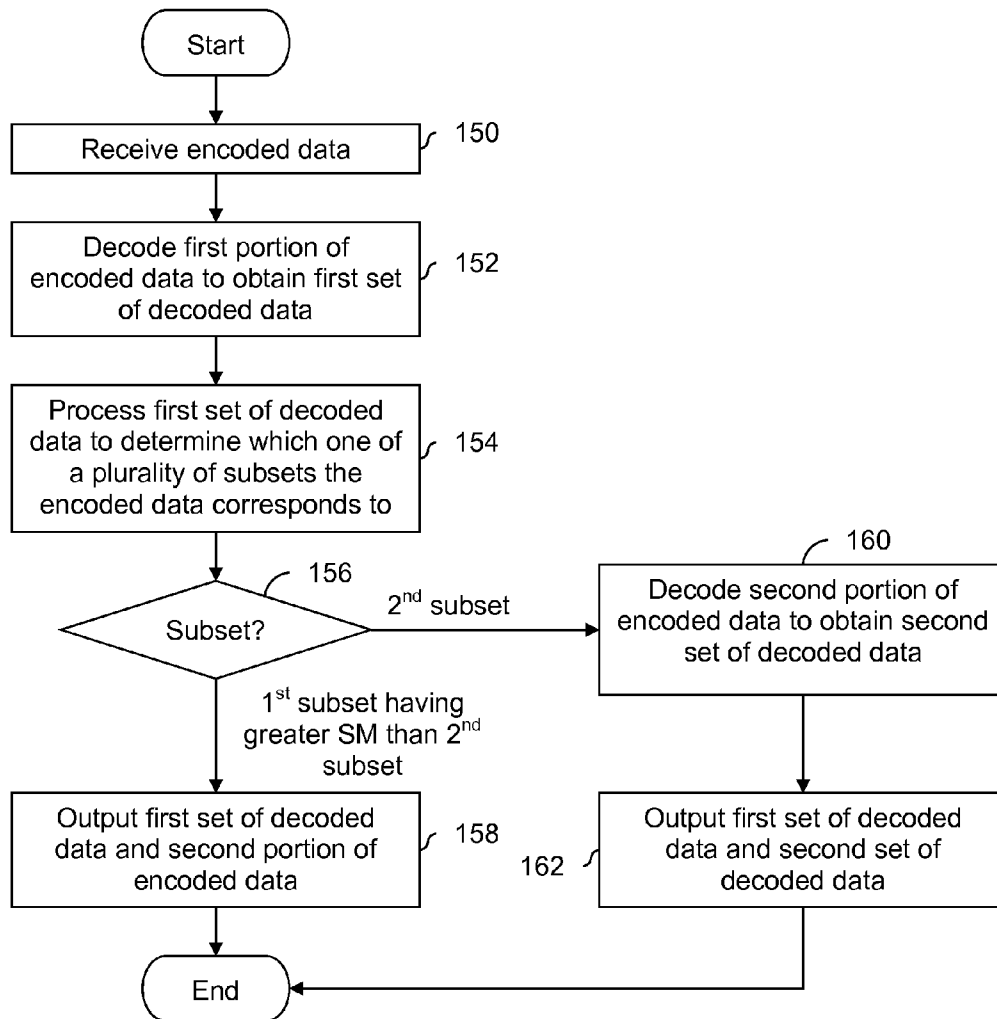 Start
Receive encoded data
150
Decode first portion of
encoded data to obtain first set
of decoded data
152
Process first set of decoded
data to determine which one of
a plurality of subsets the
encoded data corresponds to
154
156
Subset?
2nd subset
160
Decode second portion of
encoded data to obtain second
set of decoded data
1st subset having
greater SM than 2nd
subset
Output first set of decoded
data and second portion of
encoded data
158
Output first set of decoded
data and second set of
decoded data
162
End